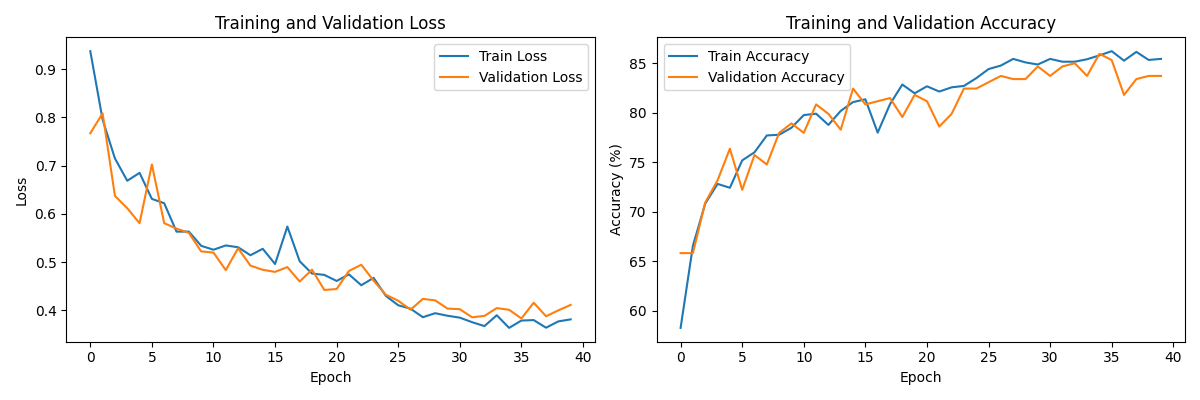 Training and Validation Loss
Train Loss
Validation Loss
Loss
0.9
0.8
0.7
0.6
0.5
0.4
0 5 10 15 20 25 30 35 40
Epoch
Training and Validation Accuracy
Train Accuracy
Validation Accuracy
Accuracy (%)
85
80
75
70
65
60
0 5 10 15 20 25 30 35 40
Epoch